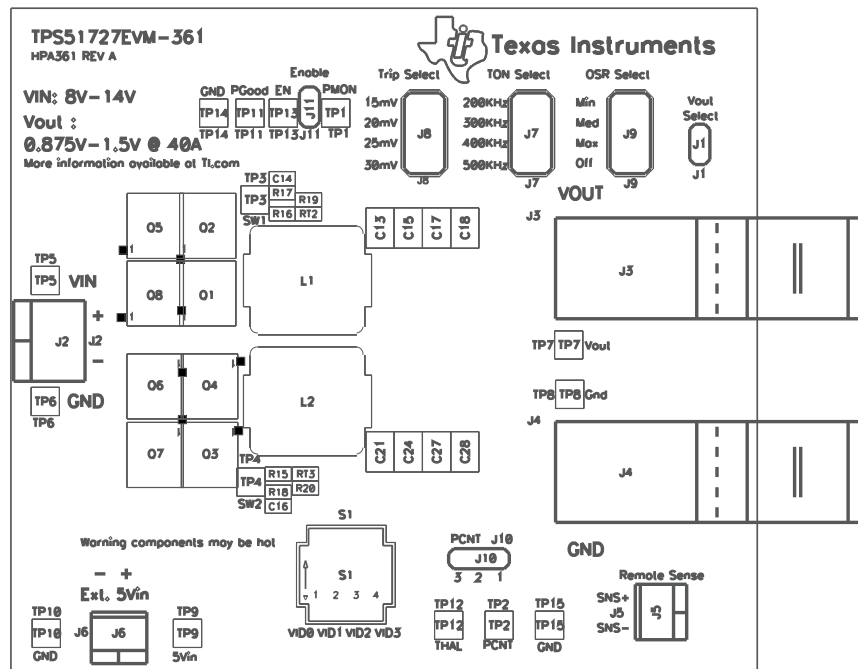 TPS51727EVM-361
HPA361 REV A
Texas Instruments
VIN: 8V-14V
Vout :
0.875V-1.5V @ 40A
More information available at TI.com
GND PGood EN Enable PMON
TP14 TP11 TP13 J11 TP1
TP14 TP11 TP13 J11 TP1
Trip Select
15mV
20mV
25mV
30mV
J8
J8
TON Select
200KHz
300KHz
400KHz
500KHz
J7
J7
OSR Select
Min
Med
Max
Off
J9
J9
Vout
Select
J1
J1
VOUT
J3
J3
TP3 C14
TP3 R17 R19
SW1 R16 RT2
C13 C15 C17 C18
Q5 Q2
1
Q8 Q1
1
L1
TP5
TP5 VIN
+
J2 J2
-
TP6 GND
TP6
TP7 TP7 Vout
TP8 TP8 Gnd
Q6 Q4
Q7 Q3
L2
C21 C24 C27 C28
J4
J4
GND
TP4
TP4 R15 RT3
R18 R20
SW2 C16
S1
S1
1 2 3 4
VID0 VID1 VID2 VID3
Warning components may be hot
- +
Ext. 5Vin
TP10
TP10
GND
J6 J6
TP9
TP9
5Vin
PCNT J10
J10
3 2 1
TP12 TP2 TP15
TP12 TP2 TP15
THAL PCNT GND
Remote Sense
SNS+
J5 J5
SNS-